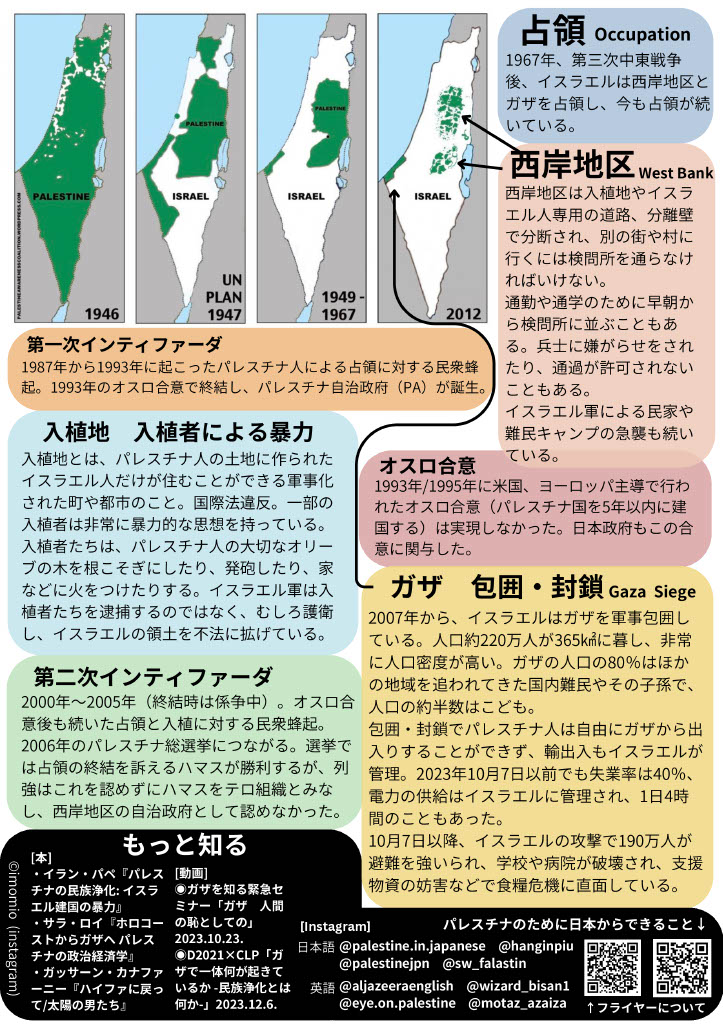 PALESTINEAWARENESSCOALITION.WORDPRESS.COM
PALESTINE
1946
PALESTINE
ISRAEL
UN
PLAN
1947
PALESTINE
ISRAEL
1949 -
1967
ISRAEL
2012
占領 Occupation
1967年、第三次中東戦争
後、イスラエルは西岸地区と
ガザを占領し、今も占領が続
いている。
西岸地区 West Bank
西岸地区は入植地やイスラ
エル人専用の道路、分離壁
で分断され、別の街や村に
行くには検問所を通らなけ
ればいけない。
通勤や通学のために早朝か
ら検問所に並ぶこともあ
る。兵士に嫌がらせをされ
たり、通過が許可されない
こともある。
イスラエル軍による民家や
難民キャンプの急襲も続い
ている。
第一次インティファーダ
1987年から1993年に起こったパレスチナ人による占領に対する民衆蜂
起。1993年のオスロ合意で終結し、パレスチナ自治政府（PA）が誕生。
入植地　入植者による暴力
入植地とは、パレスチナ人の土地に作られた
イスラエル人だけが住むことができる軍事化
された町や都市のこと。国際法違反。一部の
入植者は非常に暴力的な思想を持っている。
入植者たちは、パレスチナ人の大切なオリー
ブの木を根こそぎにしたり、発砲したり、家
などに火をつけたりする。イスラエル軍は入
植者たちを逮捕するのではなく、むしろ護衛
し、イスラエルの領土を不法に拡げている。
オスロ合意
1993年/1995年に米国、ヨーロッパ主導で行わ
れたオスロ合意（パレスチナ国を5年以内に建
国する）は実現しなかった。日本政府もこの合
意に関与した。
ガザ　包囲・封鎖 Gaza Siege
2007年から、イスラエルはガザを軍事包囲し
ている。人口約220万人が365㎢に暮し、非常
に人口密度が高い。ガザの人口の80%はほか
の地域を追われてきた国内難民やその子孫で、
人口の約半数はこども。
包囲・封鎖でパレスチナ人は自由にガザから出
入りすることができず、輸出入もイスラエルが
管理。2023年10月7日以前でも失業率は40%、
電力の供給はイスラエルに管理され、1日4時
間のこともあった。
10月7日以降、イスラエルの攻撃で190万人が
避難を強いられ、学校や病院が破壊され、支援
物資の妨害などで食糧危機に直面している。
第二次インティファーダ
2000年〜2005年（終結時は係争中）。オスロ合
意後も続いた占領と入植に対する民衆蜂起。
2006年のパレスチナ総選挙につながる。選挙で
は占領の終結を訴えるハマスが勝利するが、列
強はこれを認めずにハマスをテロ組織とみな
し、西岸地区の自治政府として認めなかった。
もっと知る
[本]
・イラン・パペ『パレス
チナの民族浄化: イスラ
エル建国の暴力』
・サラ・ロイ『ホロコー
ストからガザへ パレス
チナの政治経済学』
・ガッサーン・カナファ
ーニー『ハイファに戻っ
て/太陽の男たち』
[動画]
◉ガザを知る緊急セ
ミナー「ガザ　人間
の恥としての」
2023.10.23.
◉D2021×CLP「ガ
ザで一体何が起きて
いるか -民族浄化とは
何か-」2023.12.6.
©imomio (instagram)
パレスチナのために日本からできること↓
[Instagram]
日本語 @palestine.in.japanese @hanginpiu
@palestinejpn @sw_falastin
英語 @aljazeeraenglish @wizard_bisan1
@eye.on.palestine @motaz_azaiza
↑フライヤーについて